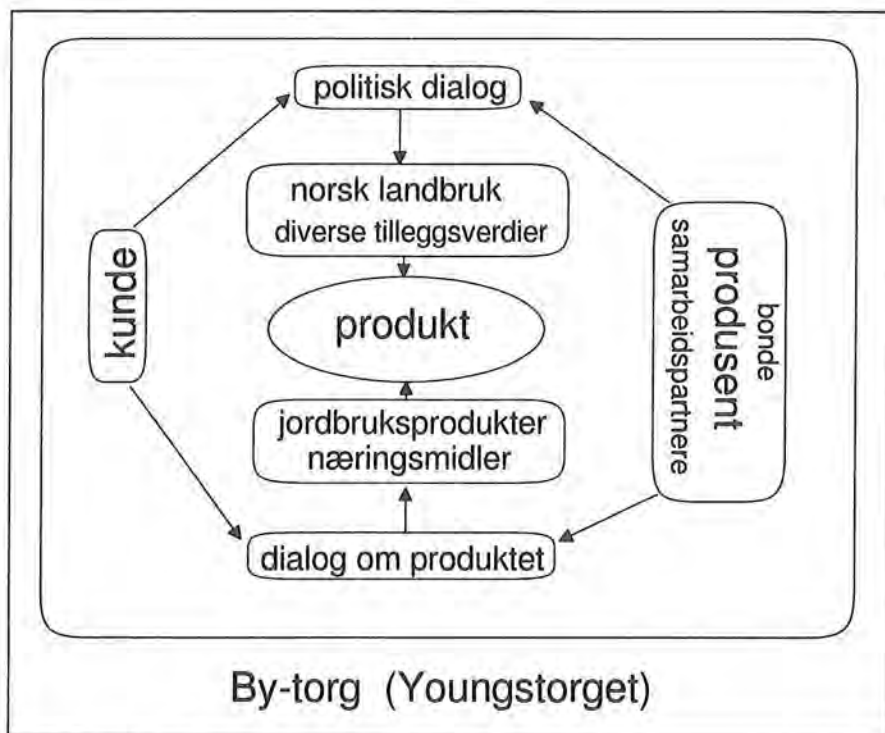 politisk dialog
norsk landbruk
diverse tilleggsverdier
kunde
produkt
bonde
produsent
samarbeidspartnere
jordbruksprodukter
næringsmidler
dialog om produktet
By-torg (Youngstorget)